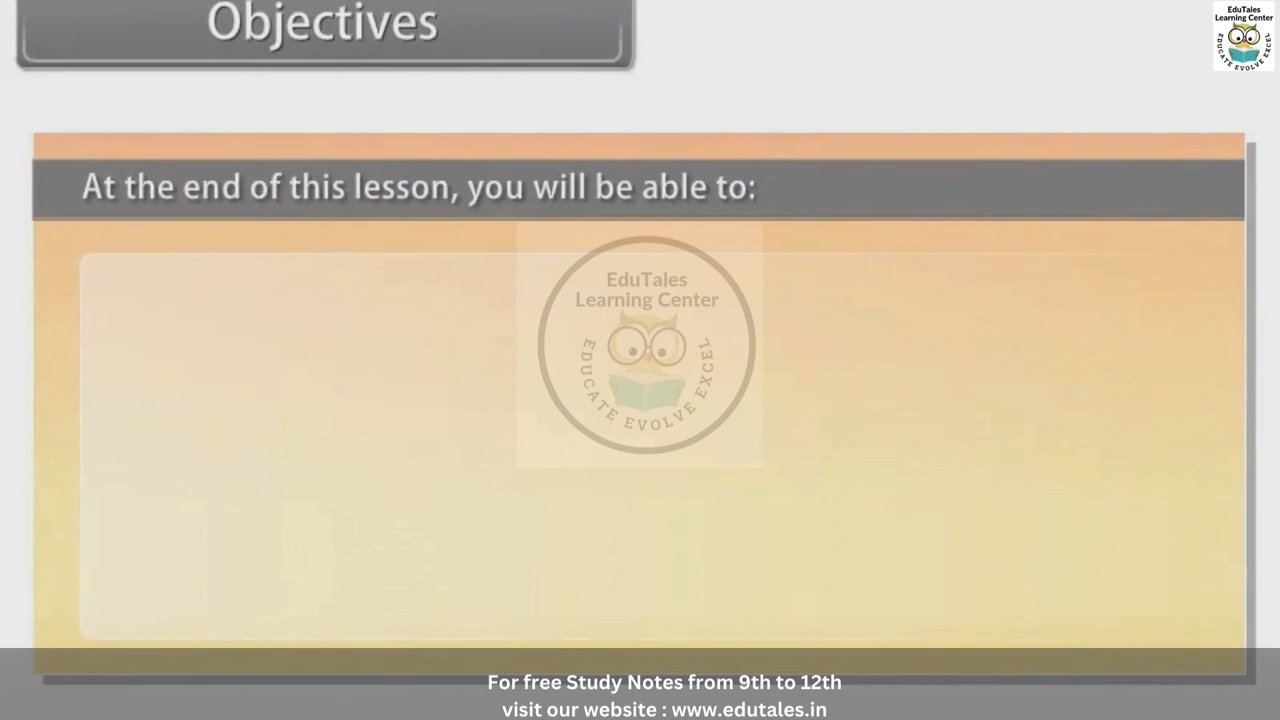 Objectives
EduTales
Learning Center
EDUCATE EVOLVE EXCEL
At the end of this lesson, you will be able to:
EduTales
Learning Center
EDUCATE EVOLVE EXCEL
For free Study Notes from 9th to 12th
visit our website : www.edutales.in